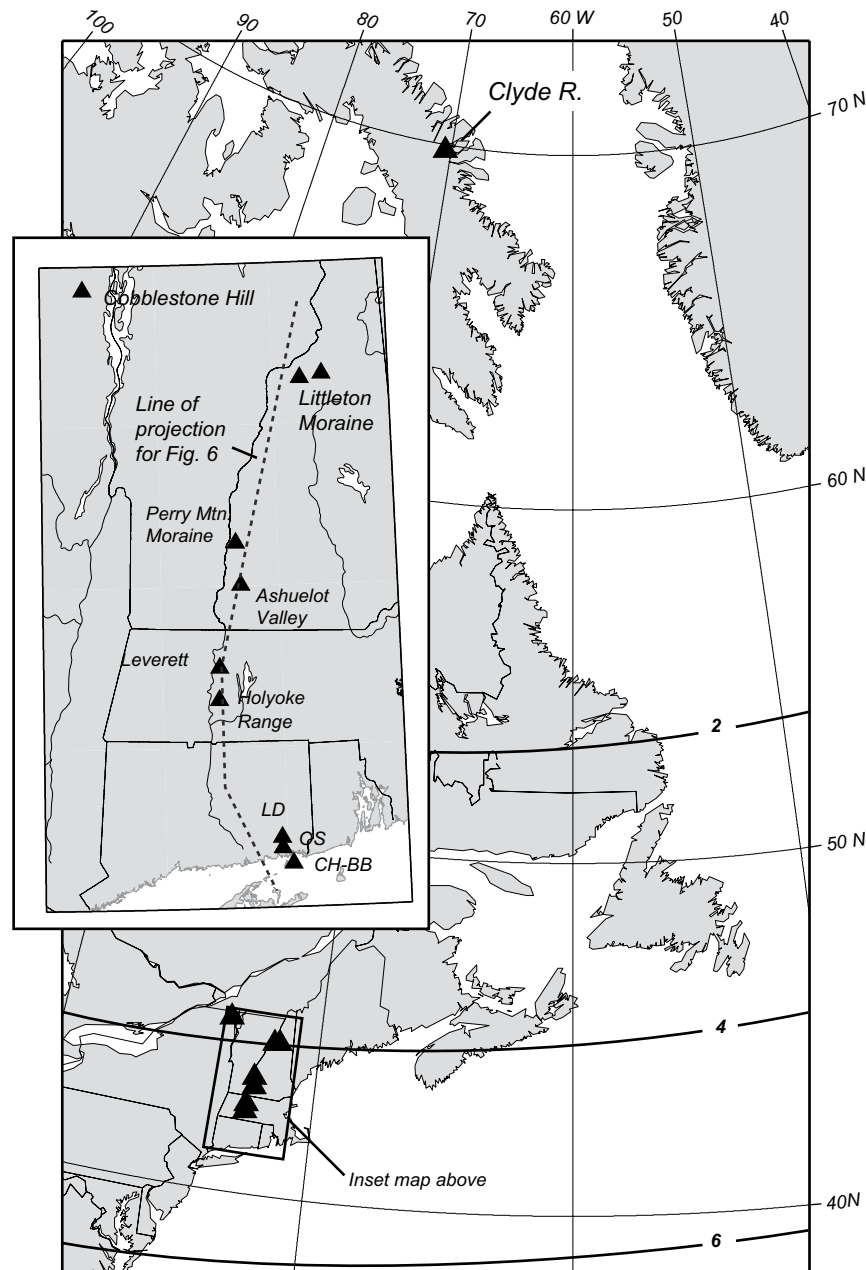 100
90
80
70
60 W
50
40
Clyde R.
70 N
Cobblestone Hill
Littleton
Moraine
Line of
projection
for Fig. 6
60 N
Perry Mtn.
Moraine
Ashuelot
Valley
Leverett
Holyoke
Range
2
LD
OS
CH-BB
50 N
4
Inset map above
40N
6